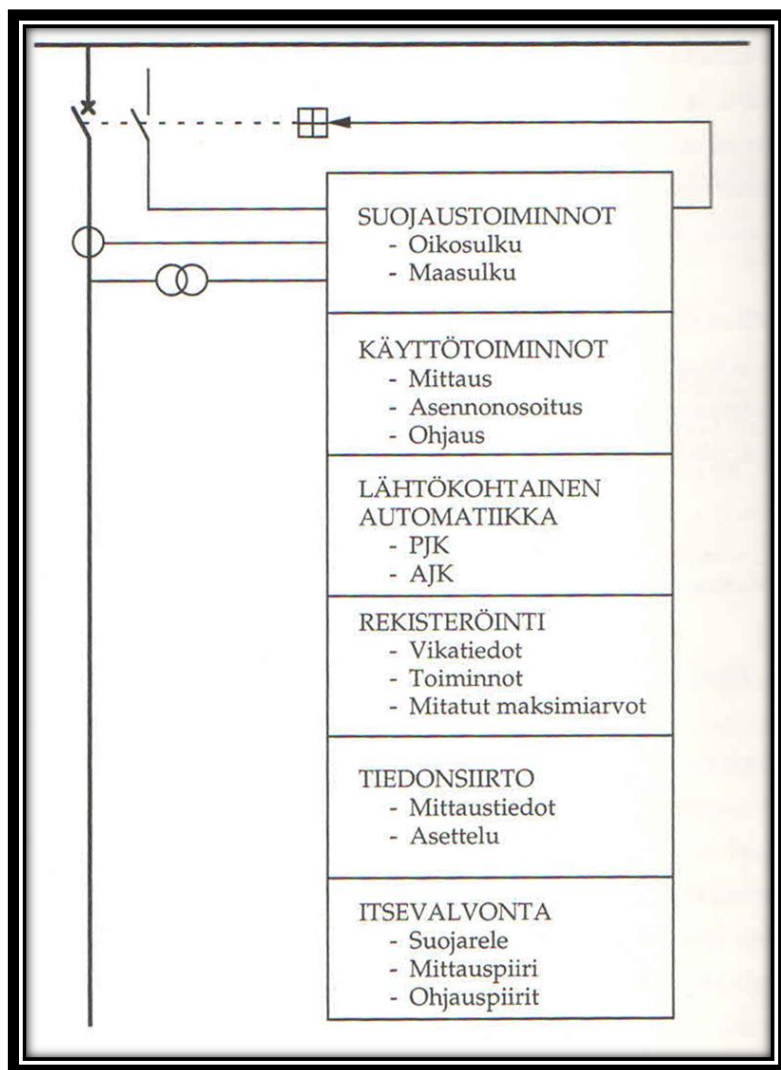 SUOJAUSTOIMINNOT
- Oikosulku
- Maasulku
KÄYTTÖTOIMINNOT
- Mittaus
- Asennonosoitus
- Ohjaus
LÄHTÖKOHTAINEN
AUTOMATIIKKA
- PJK
- AJK
REKISTERÖINTI
- Vikatiedot
- Toiminnot
- Mitatut maksimiarvot
TIEDONSIIRTO
- Mittaustiedot
- Asettelu
ITSEVALVONTA
- Suojarele
- Mittauspiiri
- Ohjauspiirit